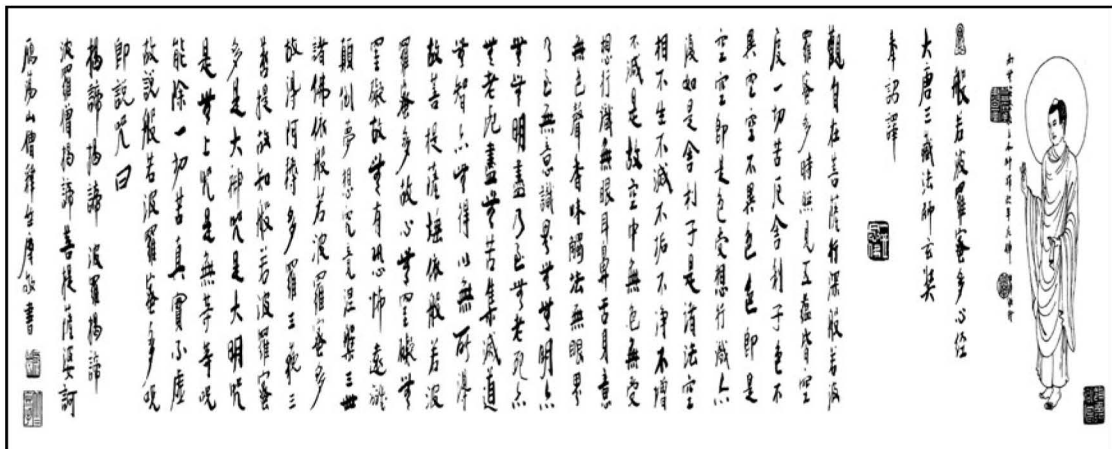 般若波羅蜜多心经
大唐三藏法師玄奘
奉詔譯
觀自在菩薩行深般若波
羅蜜多時照見五蘊皆空
度一切苦厄舍利子色不
異空空不異色色即是
空空即是色受想行識亦
復如是舍利子是諸法空
相不生不滅不垢不淨不增
不減是故空中無色無受
想行識無眼耳鼻舌身意
無色聲香味觸法無眼界
乃至無意識界無無明亦
無無明盡乃至無老死亦
無老死盡無苦集滅道
無智亦無得以無所得
故菩提薩埵依般若波
羅蜜多故心無罣礙無
罣礙故無有恐怖遠離
顛倒夢想究竟涅槃三世
諸佛依般若波羅蜜多
故得阿耨多羅三藐三
菩提故知般若波羅蜜
多是大神咒是大明咒
是無上咒是無等等咒
能除一切苦真實不虛
故說般若波羅蜜多咒
即說咒曰
揭諦揭諦 波羅揭諦
波羅僧揭諦 菩提薩婆訶
雁蕩山僧釋生廣敬書